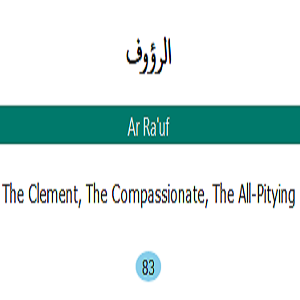 الرؤوف
Ar Ra'uf
The Clement, The Compassionate, The All-Pitying
83